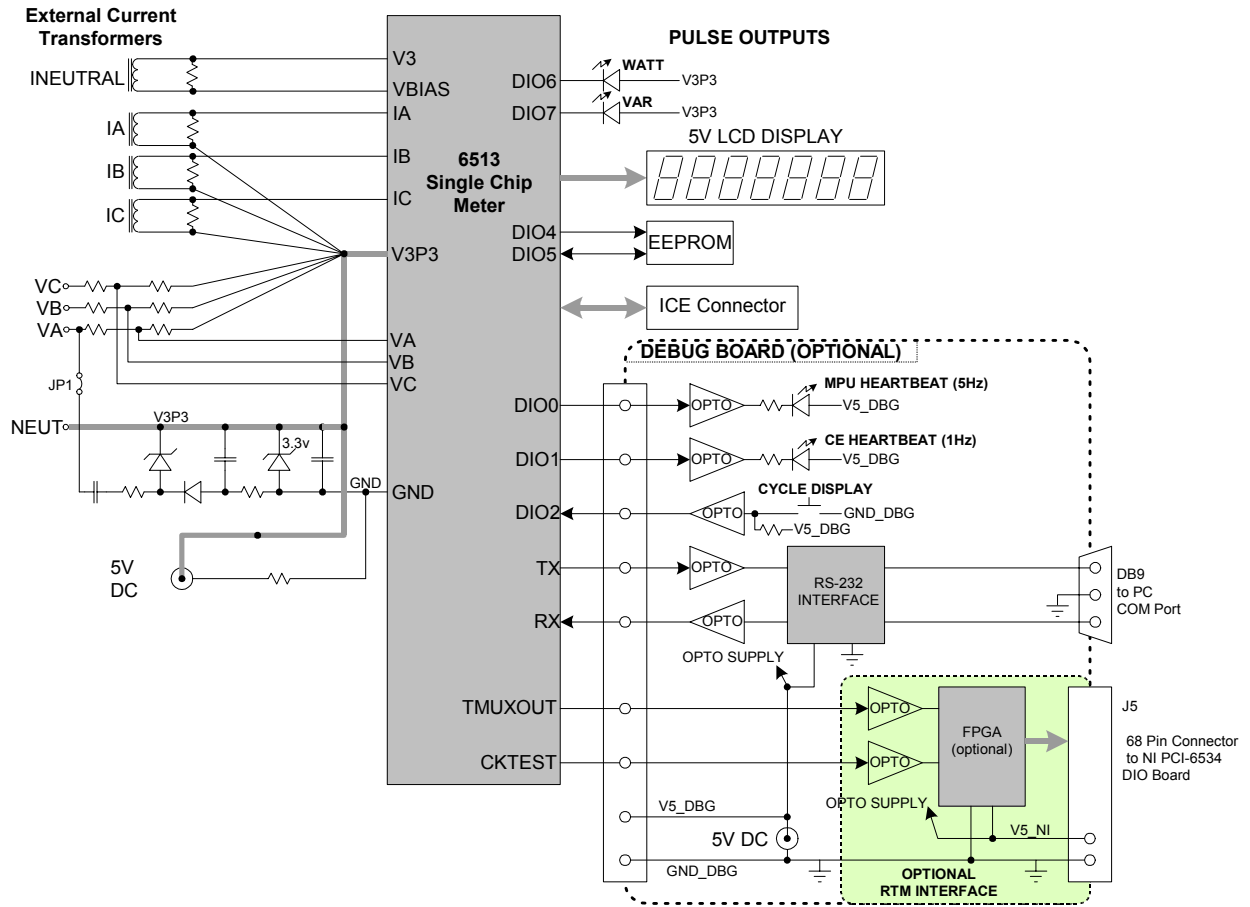 External Current
Transformers
INEUTRAL
IA
IB
IC
VC
VB
VA
JP1
NEUT
V3P3
3.3v
GND
5V
DC
V3
VBIAS
IA
IB
IC
V3P3
VA
VB
VC
GND
6513
Single Chip
Meter
DIO6
DIO7
DIO4
DIO5
DIO0
DIO1
DIO2
TX
RX
TMUXOUT
CKTEST
PULSE OUTPUTS
WATT
V3P3
VAR
V3P3
5V LCD DISPLAY
EEPROM
ICE Connector
DEBUG BOARD (OPTIONAL)
OPTO
MPU HEARTBEAT (5Hz)
V5_DBG
OPTO
CE HEARTBEAT (1Hz)
V5_DBG
OPTO
CYCLE DISPLAY
GND_DBG
V5_DBG
OPTO
OPTO
RS-232
INTERFACE
DB9
to PC
COM Port
OPTO SUPPLY
OPTO
OPTO
FPGA
(optional)
J5
68 Pin Connector
to NI PCI-6534
DIO Board
OPTO SUPPLY
V5_DBG
V5_NI
5V DC
GND_DBG
OPTIONAL
RTM INTERFACE